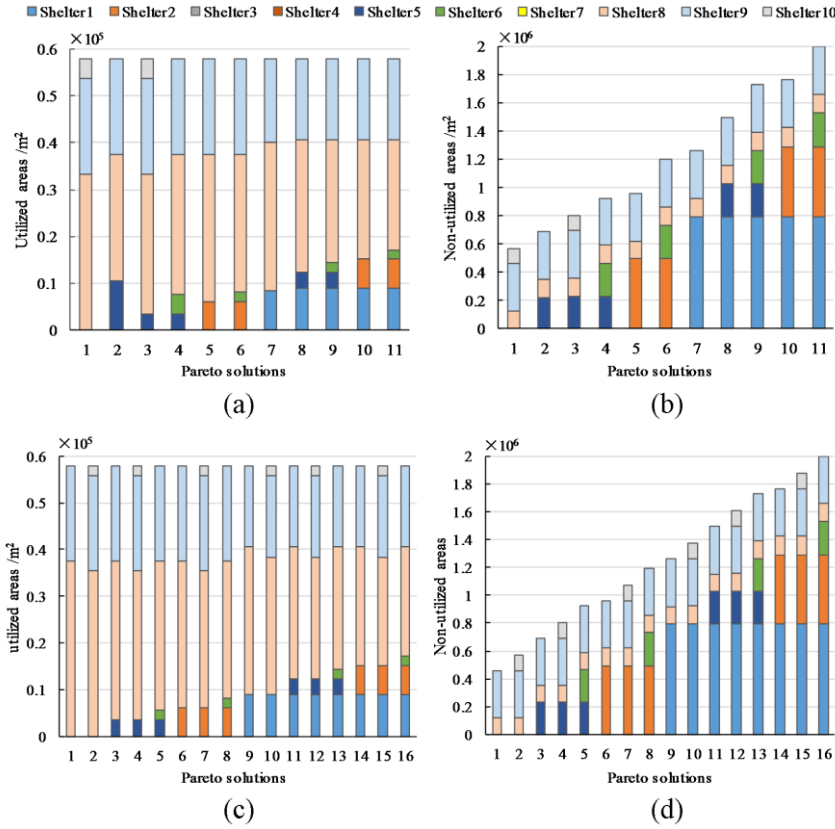 Shelter1 Shelter2 Shelter3 Shelter4 Shelter5 Shelter6 Shelter7 Shelter8 Shelter9 Shelter10
×10⁵
0.6
0.5
0.4
0.3
0.2
0.1
0
Utilized areas /m²
1 2 3 4 5 6 7 8 9 10 11
Pareto solutions
(a)
×10⁶
2
1.8
1.6
1.4
1.2
1
0.8
0.6
0.4
0.2
0
Non-utilized areas/m²
1 2 3 4 5 6 7 8 9 10 11
Pareto solutions
(b)
×10⁵
0.6
0.5
0.4
0.3
0.2
0.1
0
utilized areas /m²
1 2 3 4 5 6 7 8 9 10 11 12 13 14 15 16
Pareto solutions
(c)
×10⁶
2
1.8
1.6
1.4
1.2
1
0.8
0.6
0.4
0.2
0
Non-utilized areas
1 2 3 4 5 6 7 8 9 10 11 12 13 14 15 16
Pareto solutions
(d)